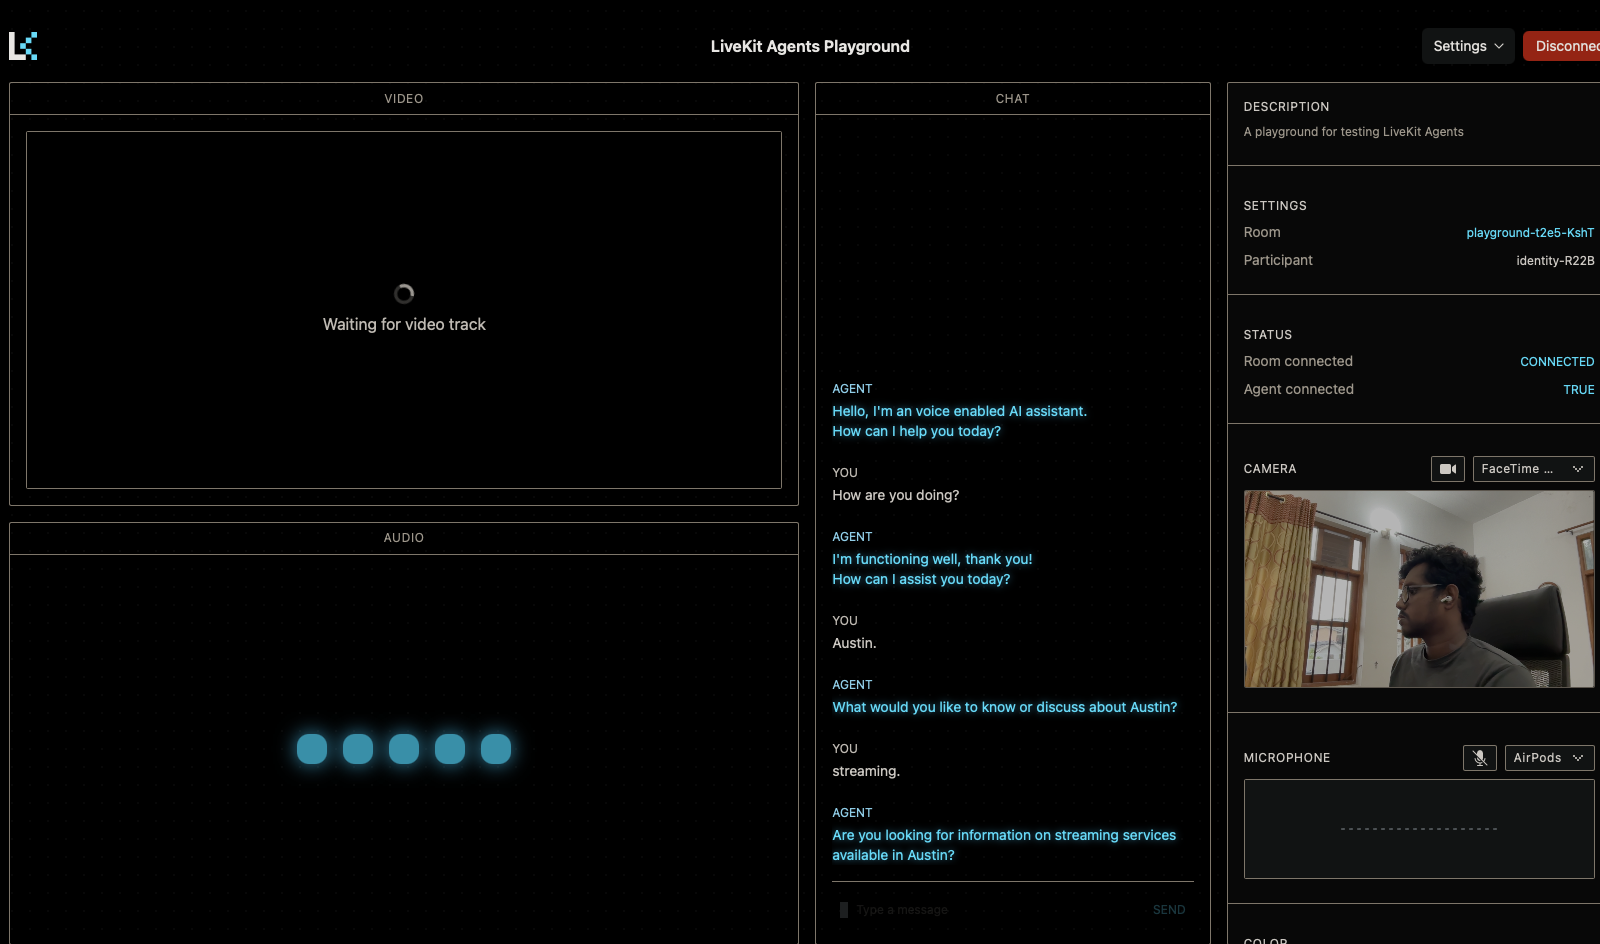 LiveKit Agents Playground
Settings
Disconnec
VIDEO
Waiting for video track
AUDIO
CHAT
AGENT
Hello, I'm an voice enabled AI assistant.
How can I help you today?
YOU
How are you doing?
AGENT
I'm functioning well, thank you!
How can I assist you today?
YOU
Austin.
AGENT
What would you like to know or discuss about Austin?
YOU
streaming.
AGENT
Are you looking for information on streaming services
available in Austin?
Type a message
SEND
DESCRIPTION
A playground for testing LiveKit Agents
SETTINGS
Room playground-t2e5-KshT
Participant identity-R22B
STATUS
Room connected CONNECTED
Agent connected TRUE
CAMERA FaceTime ...
MICROPHONE AirPods
COLOR